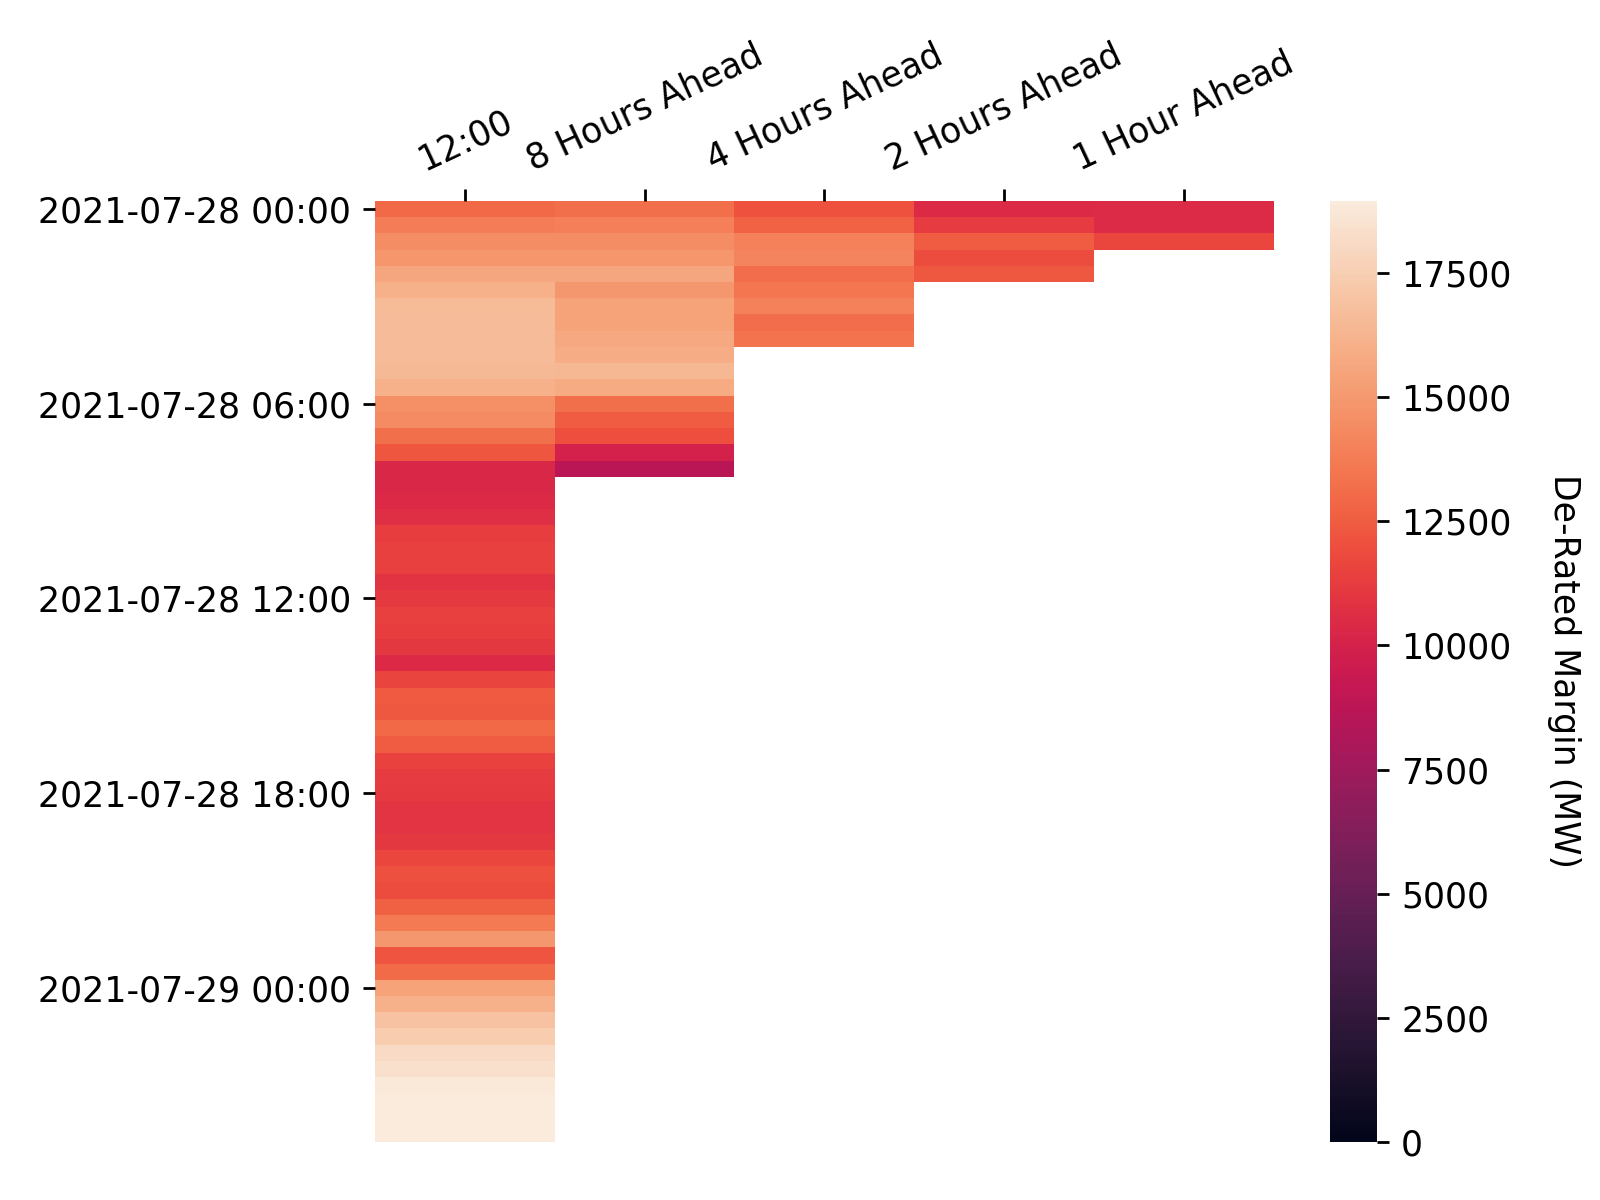 12:00
8 Hours Ahead
4 Hours Ahead
2 Hours Ahead
1 Hour Ahead
2021-07-28 00:00
2021-07-28 06:00
2021-07-28 12:00
2021-07-28 18:00
2021-07-29 00:00
17500
15000
12500
10000
7500
5000
2500
0
De-Rated Margin (MW)